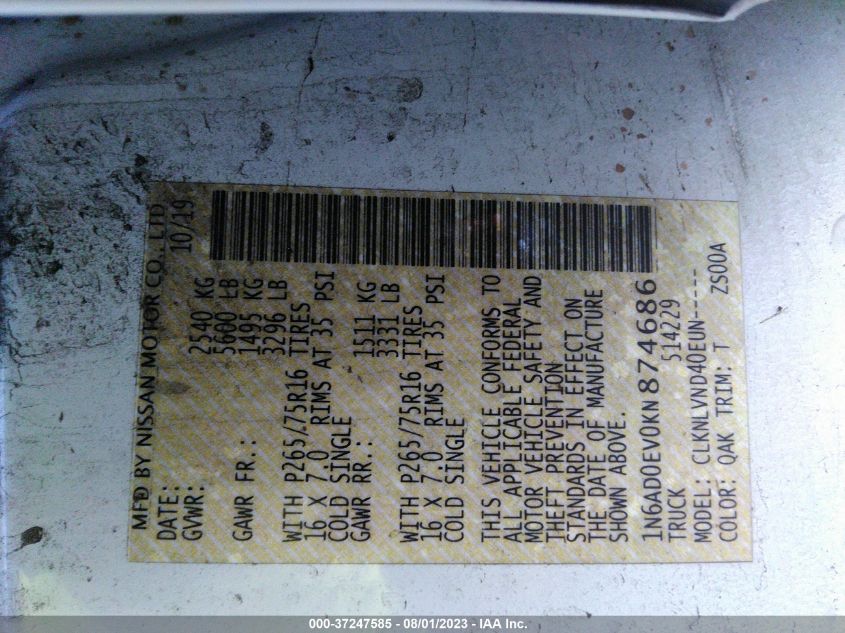 MFD BY NISSAN MOTOR CO., LTD
DATE: 10/19
GVWR: 2540 KG
5600 LB
GAWR FR.: 1495 KG
3296 LB
WITH P265/75R16 TIRES
16 X 7.0 RIMS AT 35 PSI
COLD SINGLE
GAWR RR.: 1511 KG
3331 LB
WITH P265/75R16 TIRES
16 X 7.0 RIMS AT 35 PSI
COLD SINGLE
THIS VEHICLE CONFORMS TO
ALL APPLICABLE FEDERAL
MOTOR VEHICLE SAFETY AND
THEFT PREVENTION
STANDARDS IN EFFECT ON
THE DATE OF MANUFACTURE
SHOWN ABOVE.
1N6AD0EV0KN874686
TRUCK 514229
MODEL: CLKNLVND40EUN-----
COLOR: QAK TRIM: T ZS00A
000-37247585 - 08/01/2023 - IAA Inc.